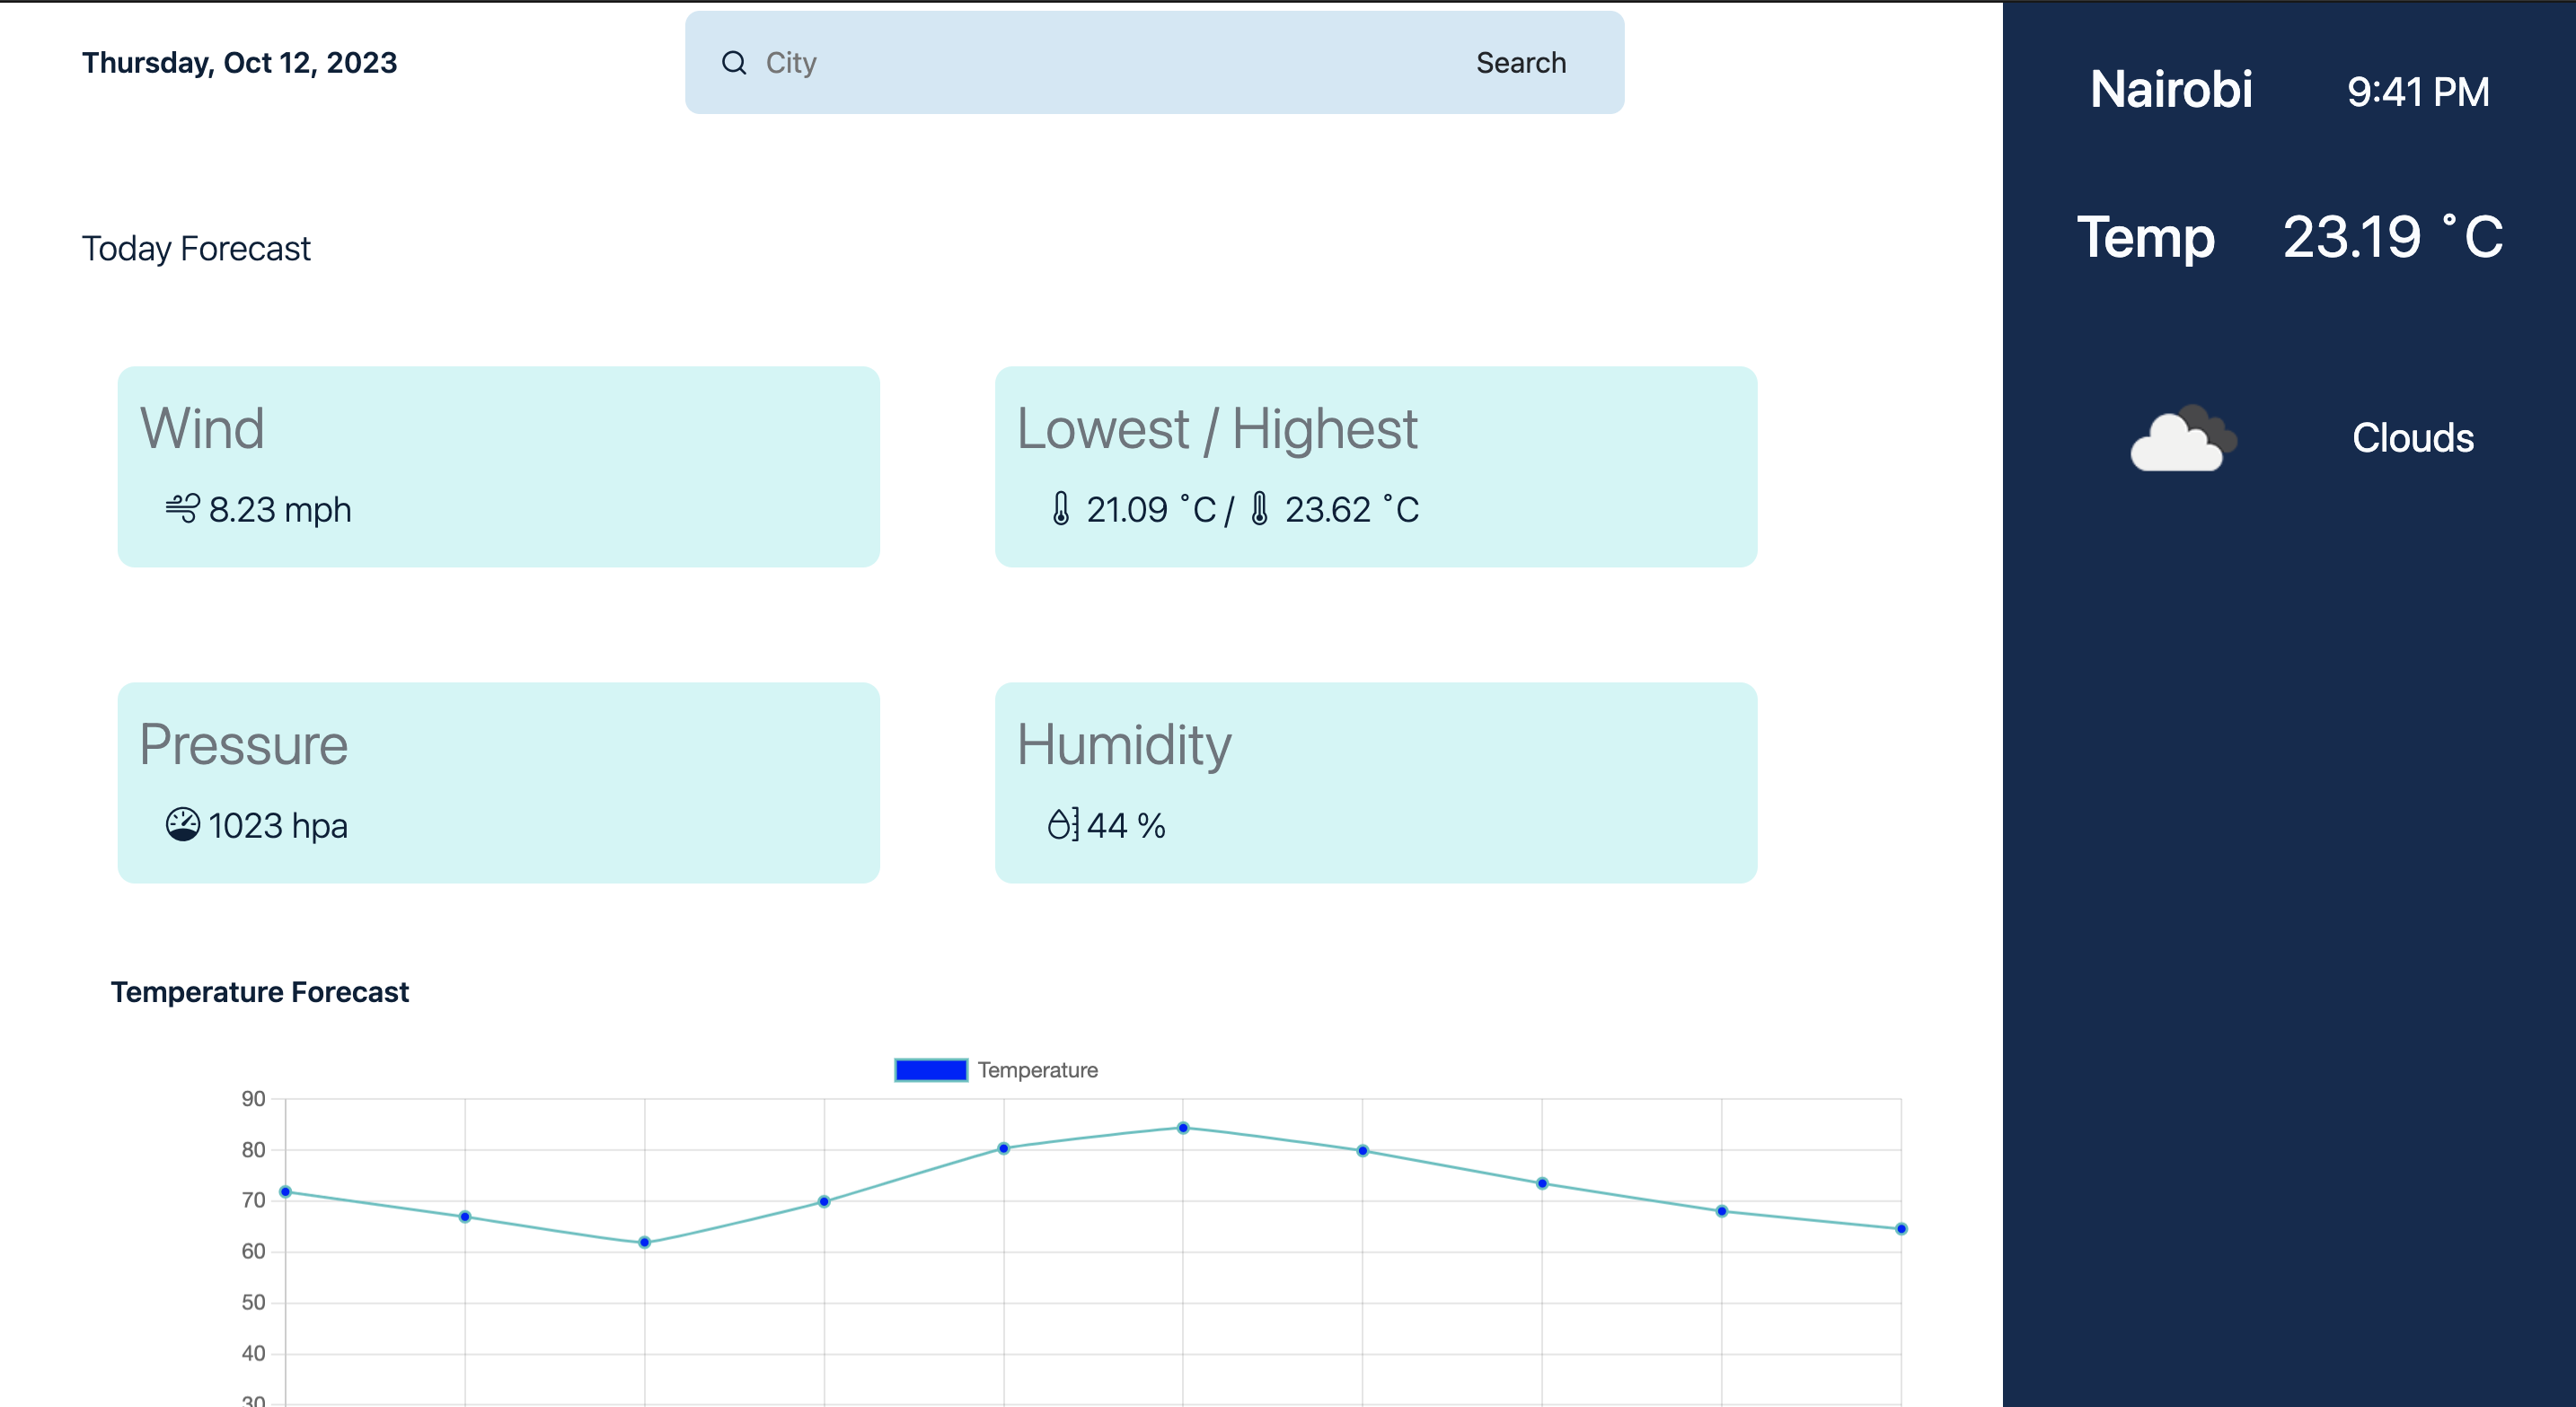 Thursday, Oct 12, 2023
City
Search
Nairobi
9:41 PM
Temp
23.19 °C
Today Forecast
Clouds
Wind
8.23 mph
Lowest / Highest
21.09 °C / 23.62 °C
Pressure
1023 hpa
Humidity
44 %
Temperature Forecast
Temperature
90
80
70
60
50
40
30